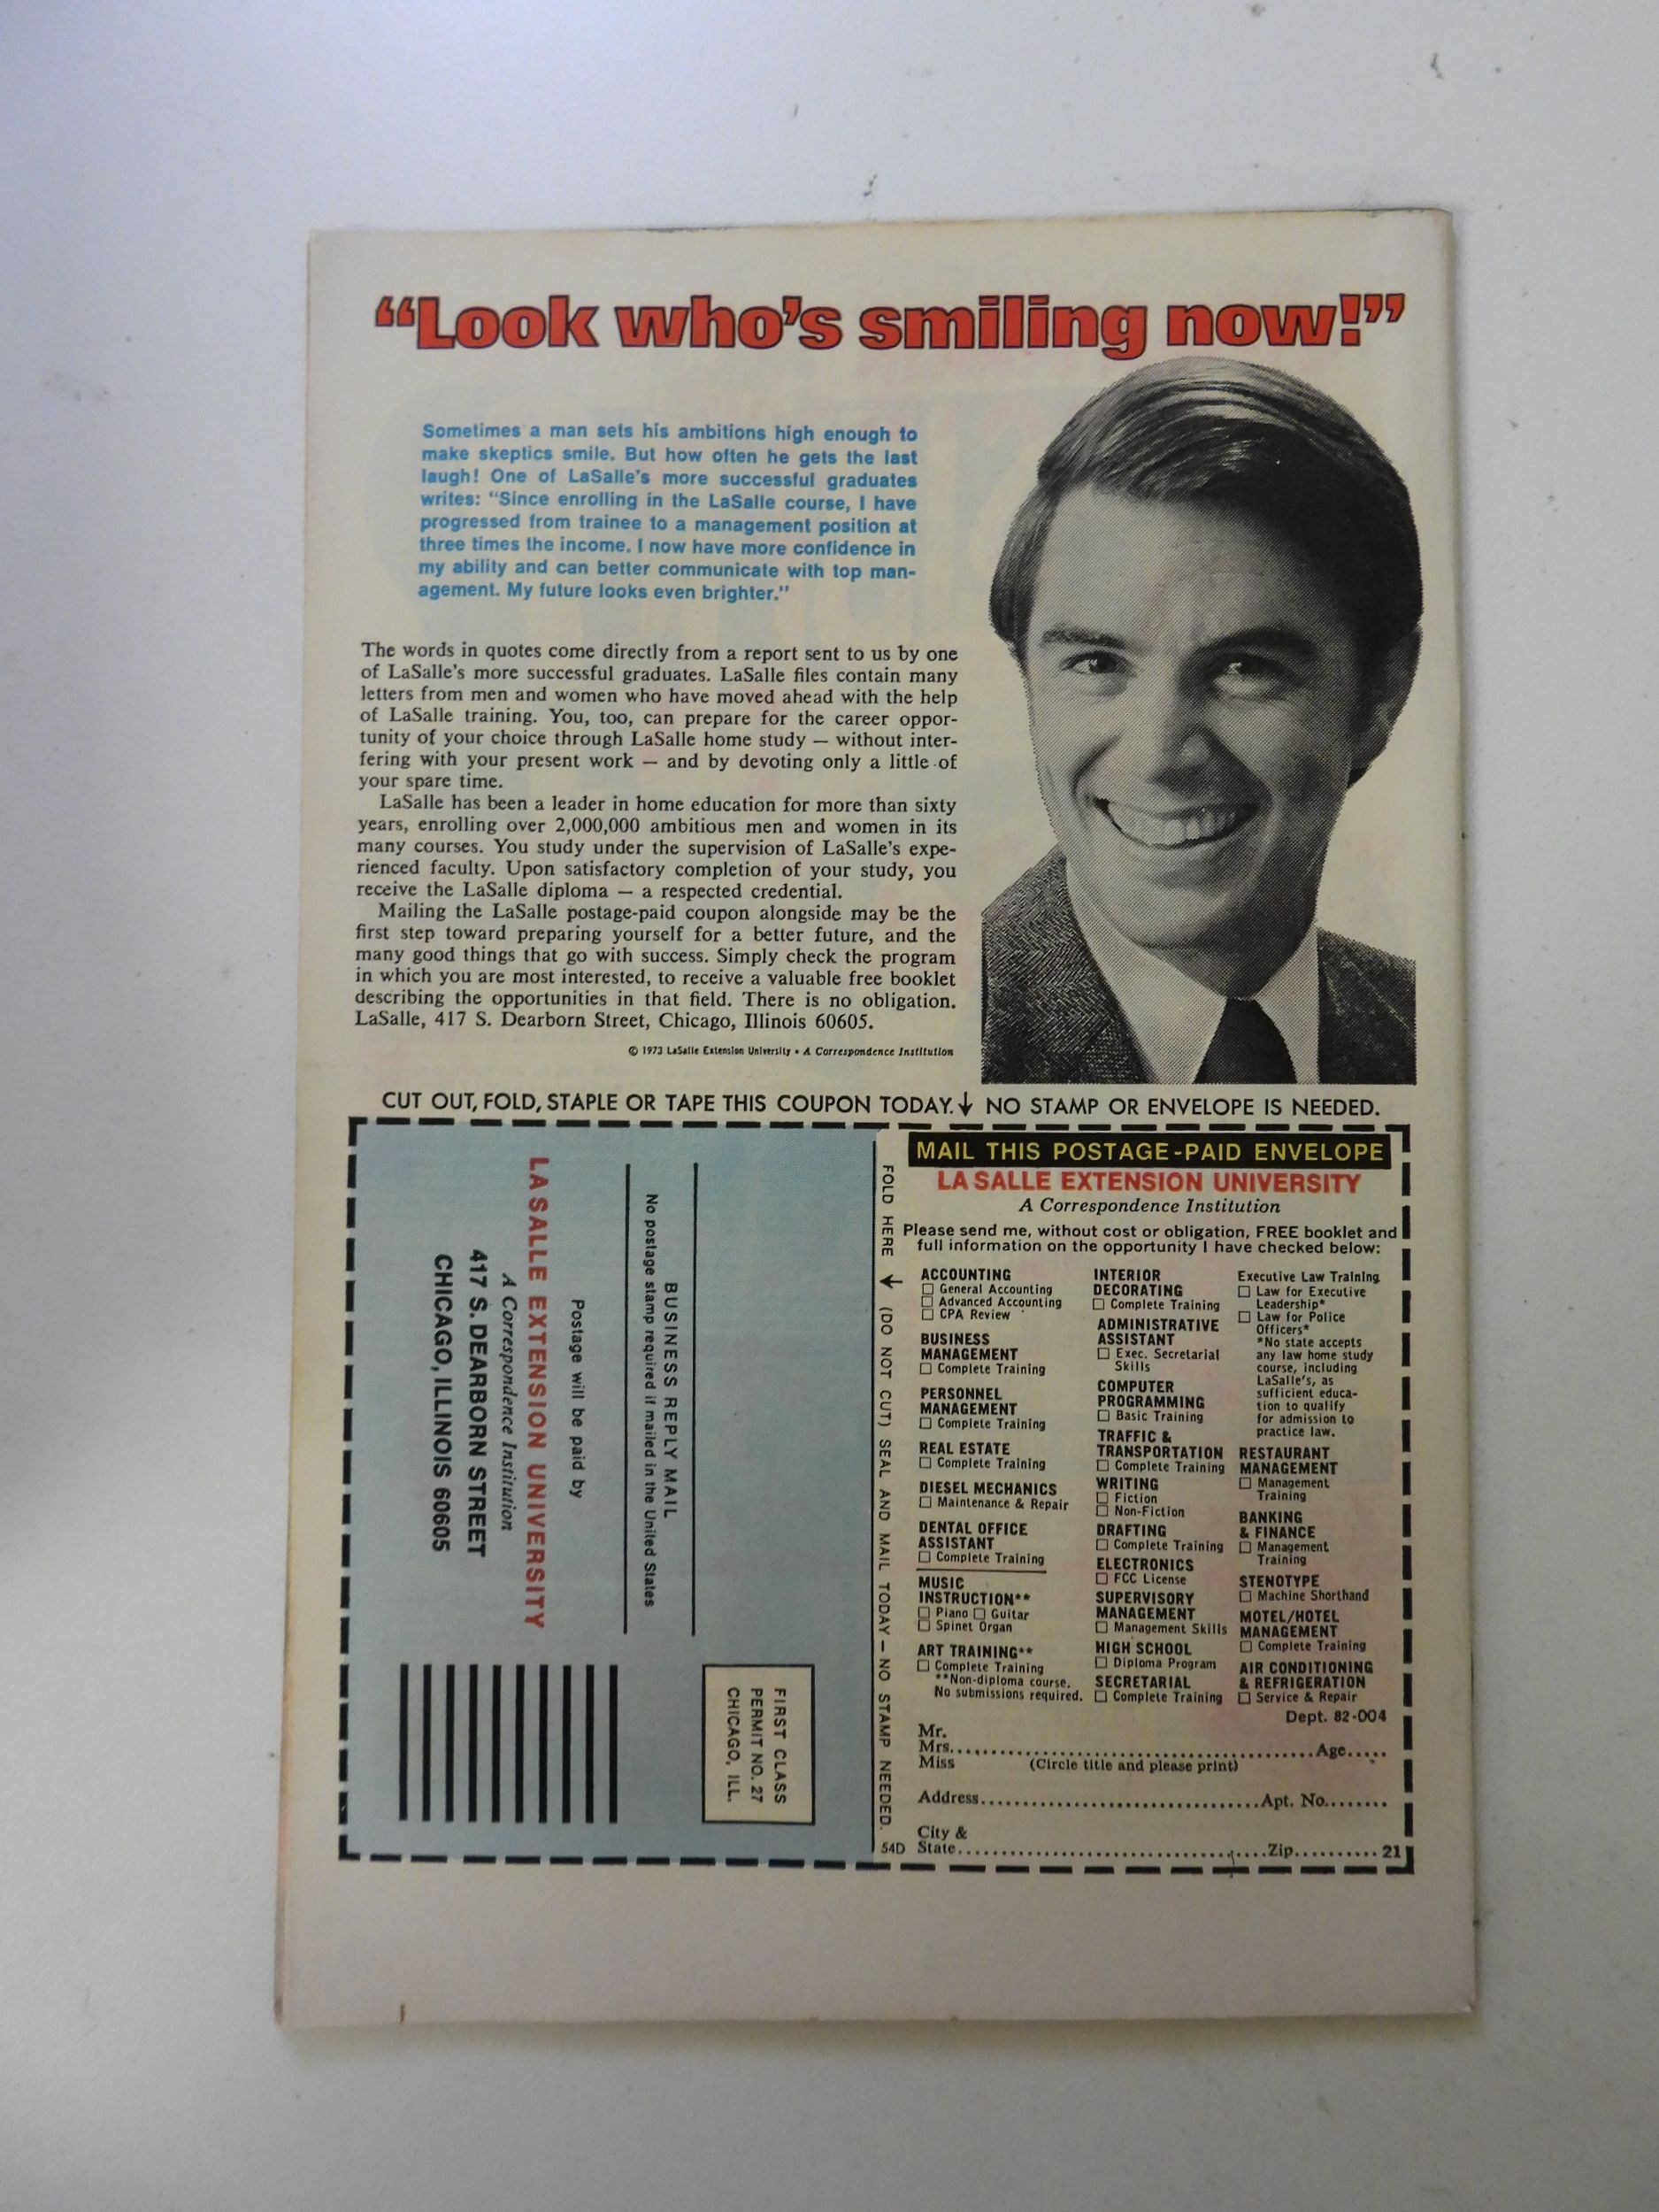 “Look who’s smiling now!”
Sometimes a man sets his ambitions high enough to
make skeptics smile. But how often he gets the last
laugh! One of LaSalle's more successful graduates
writes: “Since enrolling in the LaSalle course, I have
progressed from trainee to a management position at
three times the income. I now have more confidence in
my ability and can better communicate with top man-
agement. My future looks even brighter.”
The words in quotes come directly from a report sent to us by one
of LaSalle's more successful graduates. LaSalle files contain many
letters from men and women who have moved ahead with the help
of LaSalle training. You, too, can prepare for the career oppor-
tunity of your choice through LaSalle home study — without inter-
fering with your present work — and by devoting only a little of
your spare time.
LaSalle has been a leader in home education for more than sixty
years, enrolling over 2,000,000 ambitious men and women in its
many courses. You study under the supervision of LaSalle's expe-
rienced faculty. Upon satisfactory completion of your study, you
receive the LaSalle diploma — a respected credential.
Mailing the LaSalle postage-paid coupon alongside may be the
first step toward preparing yourself for a better future, and the
many good things that go with success. Simply check the program
in which you are most interested, to receive a valuable free booklet
describing the opportunities in that field. There is no obligation.
LaSalle, 417 S. Dearborn Street, Chicago, Illinois 60605.
© 1973 LaSalle Extension University • A Correspondence Institution
CUT OUT, FOLD, STAPLE OR TAPE THIS COUPON TODAY.↓ NO STAMP OR ENVELOPE IS NEEDED.
FIRST CLASS
PERMIT NO. 27
CHICAGO, ILL.
BUSINESS REPLY MAIL
No postage stamp required if mailed in the United States
Postage will be paid by
LA SALLE EXTENSION UNIVERSITY
A Correspondence Institution
417 S. DEARBORN STREET
CHICAGO, ILLINOIS 60605
FOLD HERE ↓ (DO NOT CUT) SEAL AND MAIL TODAY — NO STAMP NEEDED.
MAIL THIS POSTAGE-PAID ENVELOPE
LA SALLE EXTENSION UNIVERSITY
A Correspondence Institution
Please send me, without cost or obligation, FREE booklet and
full information on the opportunity I have checked below:
ACCOUNTING
☐ General Accounting
☐ Advanced Accounting
☐ CPA Review
BUSINESS
MANAGEMENT
☐ Complete Training
PERSONNEL
MANAGEMENT
☐ Complete Training
REAL ESTATE
☐ Complete Training
DIESEL MECHANICS
☐ Maintenance & Repair
DENTAL OFFICE
ASSISTANT
☐ Complete Training
MUSIC
INSTRUCTION**
☐ Piano ☐ Guitar
☐ Spinet Organ
ART TRAINING**
☐ Complete Training
**Non-diploma course.
No submissions required.
INTERIOR
DECORATING
☐ Complete Training
ADMINISTRATIVE
ASSISTANT
☐ Exec. Secretarial
Skills
COMPUTER
PROGRAMMING
☐ Basic Training
TRAFFIC &
TRANSPORTATION
☐ Complete Training
WRITING
☐ Fiction
☐ Non-Fiction
DRAFTING
☐ Complete Training
ELECTRONICS
☐ FCC License
SUPERVISORY
MANAGEMENT
☐ Management Skills
HIGH SCHOOL
☐ Diploma Program
SECRETARIAL
☐ Complete Training
Executive Law Training
☐ Law for Executive
Leadership*
☐ Law for Police
Officers*
*No state accepts
any law home study
course, including
LaSalle's, as
sufficient educa-
tion to qualify
for admission to
practice law.
RESTAURANT
MANAGEMENT
☐ Management
Training
BANKING
& FINANCE
☐ Management
Training
STENOTYPE
☐ Machine Shorthand
MOTEL/HOTEL
MANAGEMENT
☐ Complete Training
AIR CONDITIONING
& REFRIGERATION
☐ Service & Repair
Dept. 82-004
Mr.
Mrs.....................................................Age.....
Miss (Circle title and please print)
Address........................................Apt. No........
City &
54D State............................................Zip.......... 21